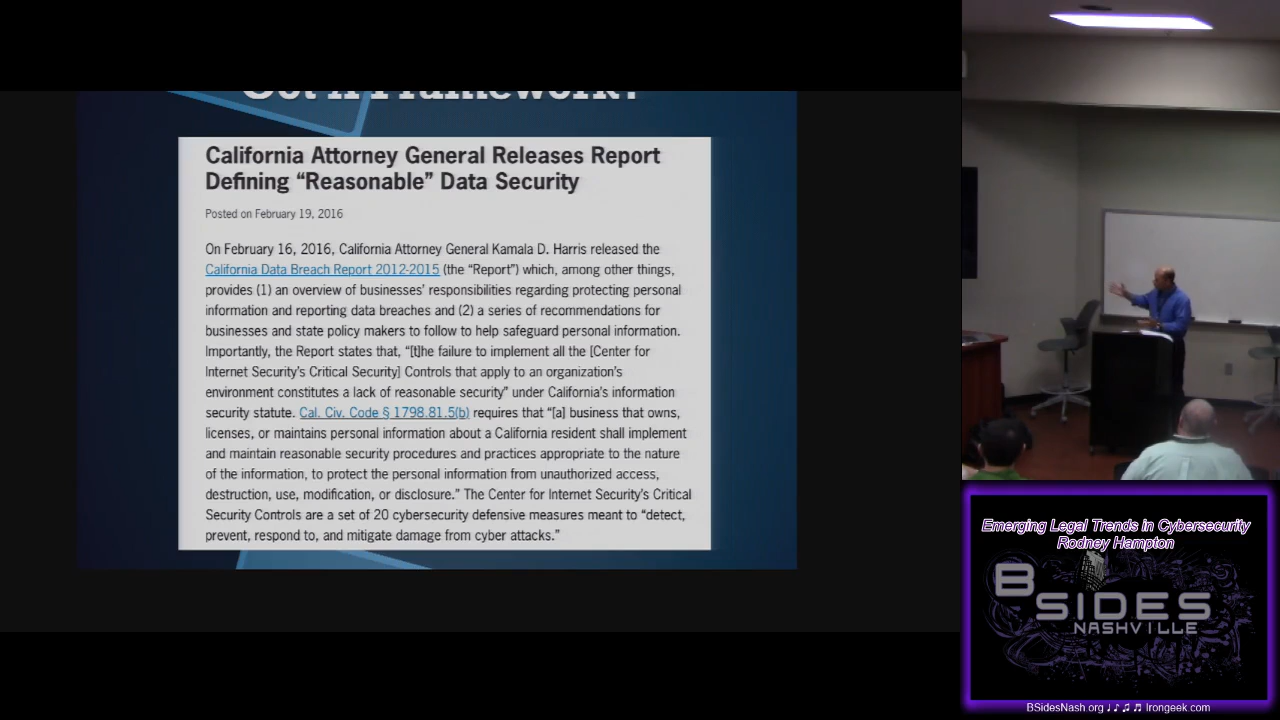 Got A Framework?
California Attorney General Releases Report
Defining “Reasonable” Data Security
Posted on February 19, 2016
On February 16, 2016, California Attorney General Kamala D. Harris released the
California Data Breach Report 2012-2015 (the “Report”) which, among other things,
provides (1) an overview of businesses’ responsibilities regarding protecting personal
information and reporting data breaches and (2) a series of recommendations for
businesses and state policy makers to follow to help safeguard personal information.
Importantly, the Report states that, “[t]he failure to implement all the [Center for
Internet Security’s Critical Security] Controls that apply to an organization’s
environment constitutes a lack of reasonable security” under California’s information
security statute. Cal. Civ. Code § 1798.81.5(b) requires that “[a] business that owns,
licenses, or maintains personal information about a California resident shall implement
and maintain reasonable security procedures and practices appropriate to the nature
of the information, to protect the personal information from unauthorized access,
destruction, use, modification, or disclosure.” The Center for Internet Security’s Critical
Security Controls are a set of 20 cybersecurity defensive measures meant to “detect,
prevent, respond to, and mitigate damage from cyber attacks.”
Emerging Legal Trends in Cybersecurity
Rodney Hampton
BSIDES
NASHVILLE
BSidesNash.org ♩♪♫♬ Irongeek.com